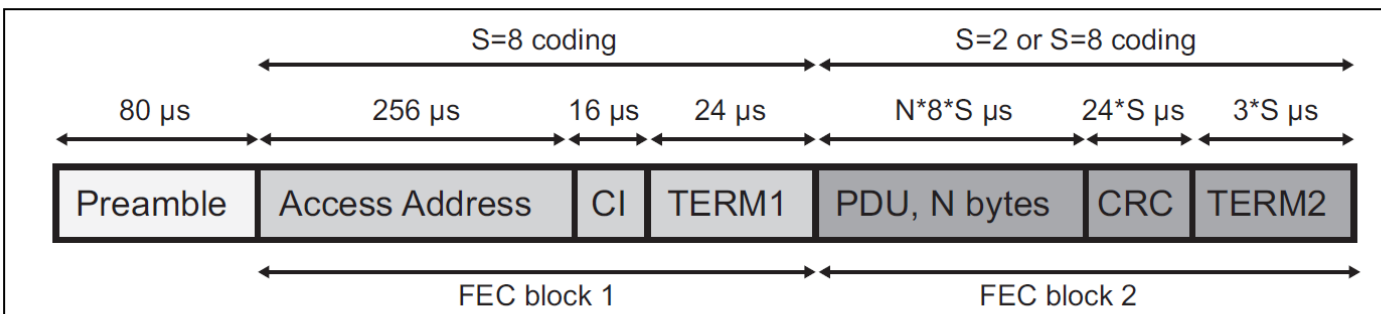 S=8 coding S=2 or S=8 coding
80 µs 256 µs 16 µs 24 µs N*8*S µs 24*S µs 3*S µs
Preamble Access Address CI TERM1 PDU, N bytes CRC TERM2
FEC block 1 FEC block 2